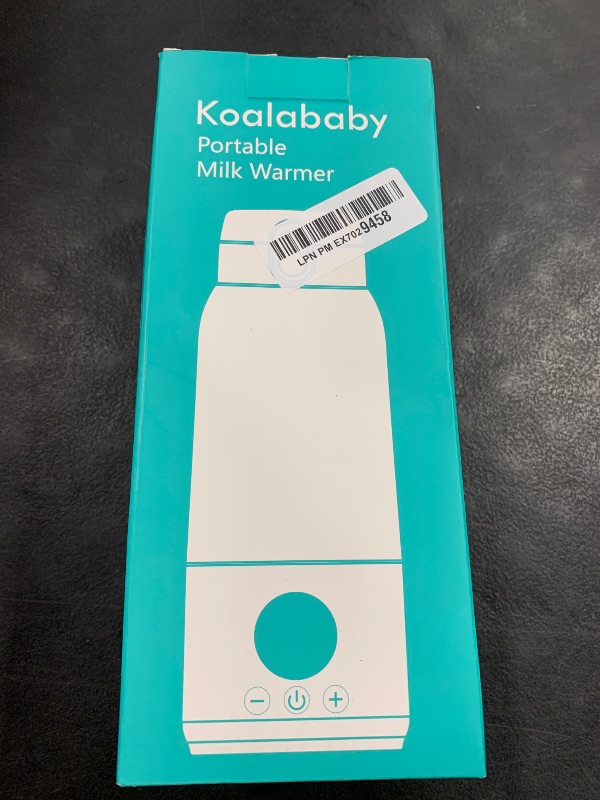 Koalababy
Portable
Milk Warmer
LPN PM EX7029458